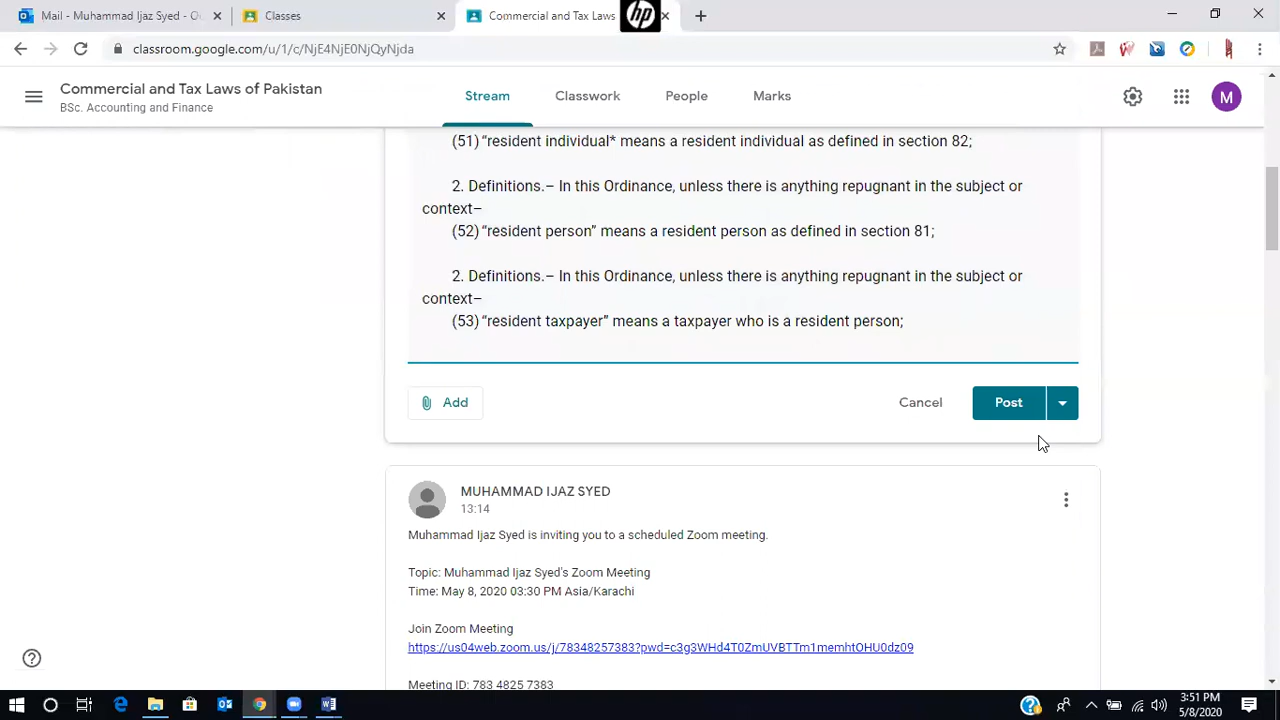 Mail - Muhammad Ijaz Syed - O
Classes
Commercial and Tax Laws
hp
classroom.google.com/u/1/c/NjE4NjE0NjQyNjda
Commercial and Tax Laws of Pakistan
BSc. Accounting and Finance
Stream
Classwork
People
Marks
M
(51) “resident individual* means a resident individual as defined in section 82;
2. Definitions.– In this Ordinance, unless there is anything repugnant in the subject or
context–
(52) “resident person” means a resident person as defined in section 81;
2. Definitions.– In this Ordinance, unless there is anything repugnant in the subject or
context–
(53) “resident taxpayer” means a taxpayer who is a resident person;
Add
Cancel
Post
MUHAMMAD IJAZ SYED
13:14
Muhammad Ijaz Syed is inviting you to a scheduled Zoom meeting.
Topic: Muhammad Ijaz Syed's Zoom Meeting
Time: May 8, 2020 03:30 PM Asia/Karachi
Join Zoom Meeting
https://us04web.zoom.us/j/78348257383?pwd=c3g3WHd4T0ZmUVBTTm1memhtOHU0dz09
Meeting ID: 783 4825 7383
3:51 PM
5/8/2020